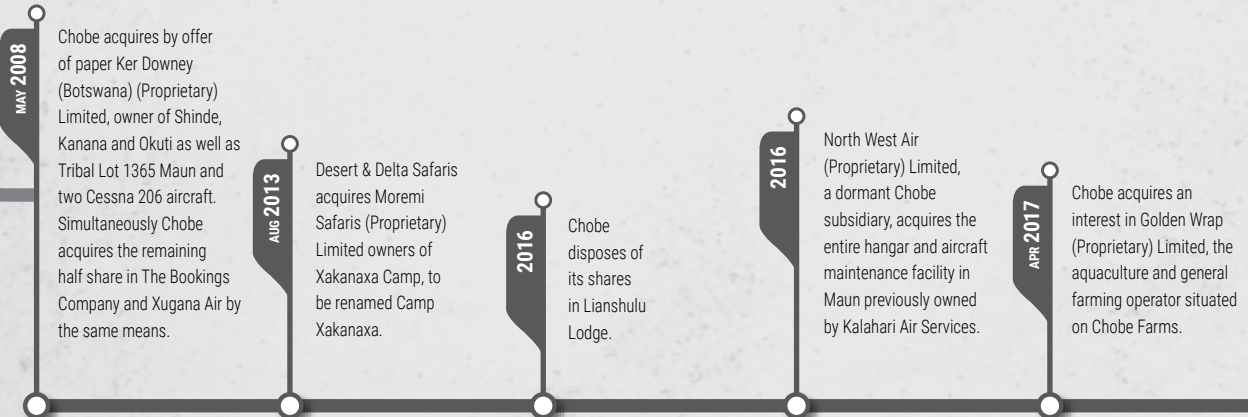 MAY 2008
Chobe acquires by offer
of paper Ker Downey
(Botswana) (Proprietary)
Limited, owner of Shinde,
Kanana and Okuti as well as
Tribal Lot 1365 Maun and
two Cessna 206 aircraft.
Simultaneously Chobe
acquires the remaining
half share in The Bookings
Company and Xugana Air by
the same means.
AUG 2013
Desert & Delta Safaris
acquires Moremi
Safaris (Proprietary)
Limited owners of
Xakanaxa Camp, to
be renamed Camp
Xakanaxa.
2016
Chobe
disposes of
its shares
in Lianshulu
Lodge.
2016
North West Air
(Proprietary) Limited,
a dormant Chobe
subsidiary, acquires the
entire hangar and aircraft
maintenance facility in
Maun previously owned
by Kalahari Air Services.
APR 2017
Chobe acquires an
interest in Golden Wrap
(Proprietary) Limited, the
aquaculture and general
farming operator situated
on Chobe Farms.